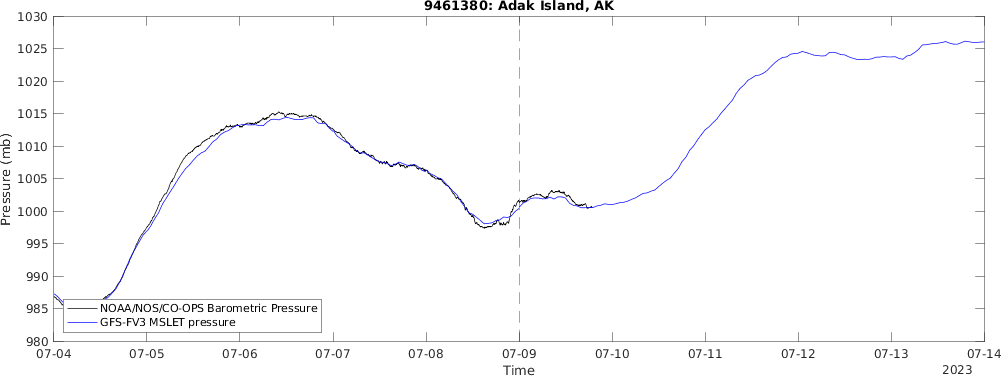 9461380: Adak Island, AK
Pressure (mb)
1030
1025
1020
1015
1010
1005
1000
995
990
985
980
NOAA/NOS/CO-OPS Barometric Pressure
GFS-FV3 MSLET pressure
07-04 07-05 07-06 07-07 07-08 07-09 07-10 07-11 07-12 07-13 07-14
Time
2023